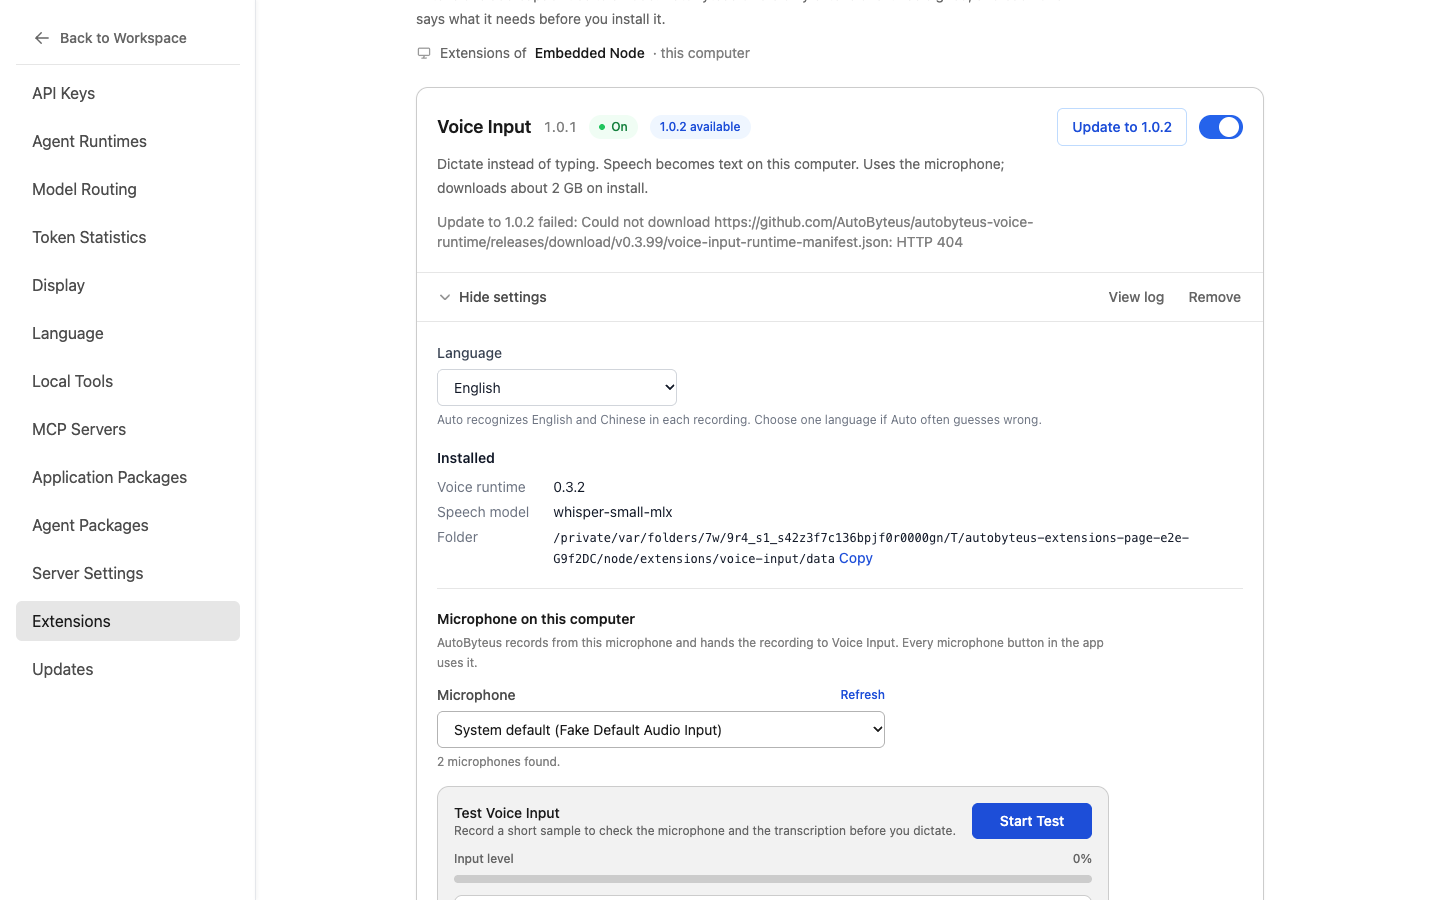 says what it needs before you install it.
Back to Workspace
Extensions of Embedded Node · this computer
API Keys
Agent Runtimes
Model Routing
Token Statistics
Display
Language
Local Tools
MCP Servers
Application Packages
Agent Packages
Server Settings
Extensions
Updates
Voice Input 1.0.1 On 1.0.2 available Update to 1.0.2
Dictate instead of typing. Speech becomes text on this computer. Uses the microphone;
downloads about 2 GB on install.
Update to 1.0.2 failed: Could not download https://github.com/AutoByteus/autobyteus-voice-
runtime/releases/download/v0.3.99/voice-input-runtime-manifest.json: HTTP 404
Hide settings View log Remove
Language
English
Auto recognizes English and Chinese in each recording. Choose one language if Auto often guesses wrong.
Installed
Voice runtime 0.3.2
Speech model whisper-small-mlx
Folder /private/var/folders/7w/9r4_s1_s42z3f7c136bpjf0r0000gn/T/autobyteus-extensions-page-e2e-
G9f2DC/node/extensions/voice-input/data Copy
Microphone on this computer
AutoByteus records from this microphone and hands the recording to Voice Input. Every microphone button in the app
uses it.
Microphone Refresh
System default (Fake Default Audio Input)
2 microphones found.
Test Voice Input
Record a short sample to check the microphone and the transcription before you dictate.
Start Test
Input level 0%